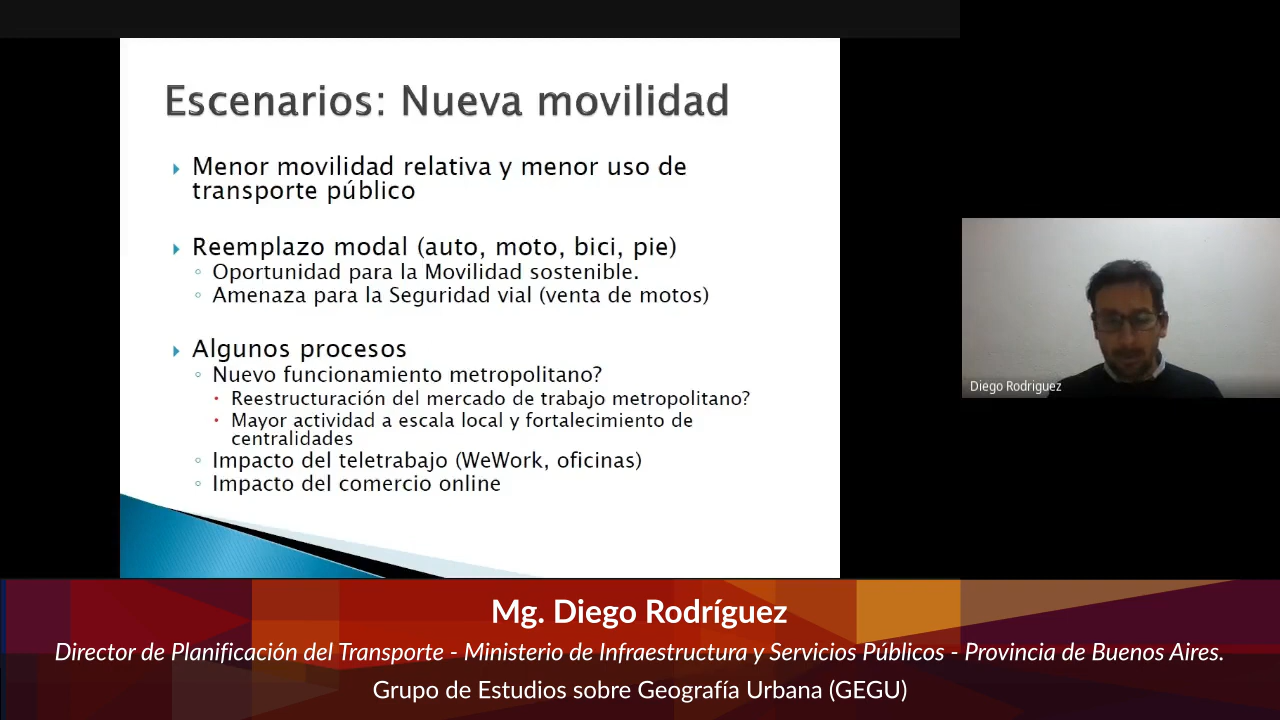 Escenarios: Nueva movilidad
Menor movilidad relativa y menor uso de
transporte público
Reemplazo modal (auto, moto, bici, pie)
Oportunidad para la Movilidad sostenible.
Amenaza para la Seguridad vial (venta de motos)
Algunos procesos
Nuevo funcionamiento metropolitano?
Reestructuración del mercado de trabajo metropolitano?
Mayor actividad a escala local y fortalecimiento de
centralidades
Impacto del teletrabajo (WeWork, oficinas)
Impacto del comercio online
Diego Rodriguez
Mg. Diego Rodríguez
Director de Planificación del Transporte - Ministerio de Infraestructura y Servicios Públicos - Provincia de Buenos Aires.
Grupo de Estudios sobre Geografía Urbana (GEGU)